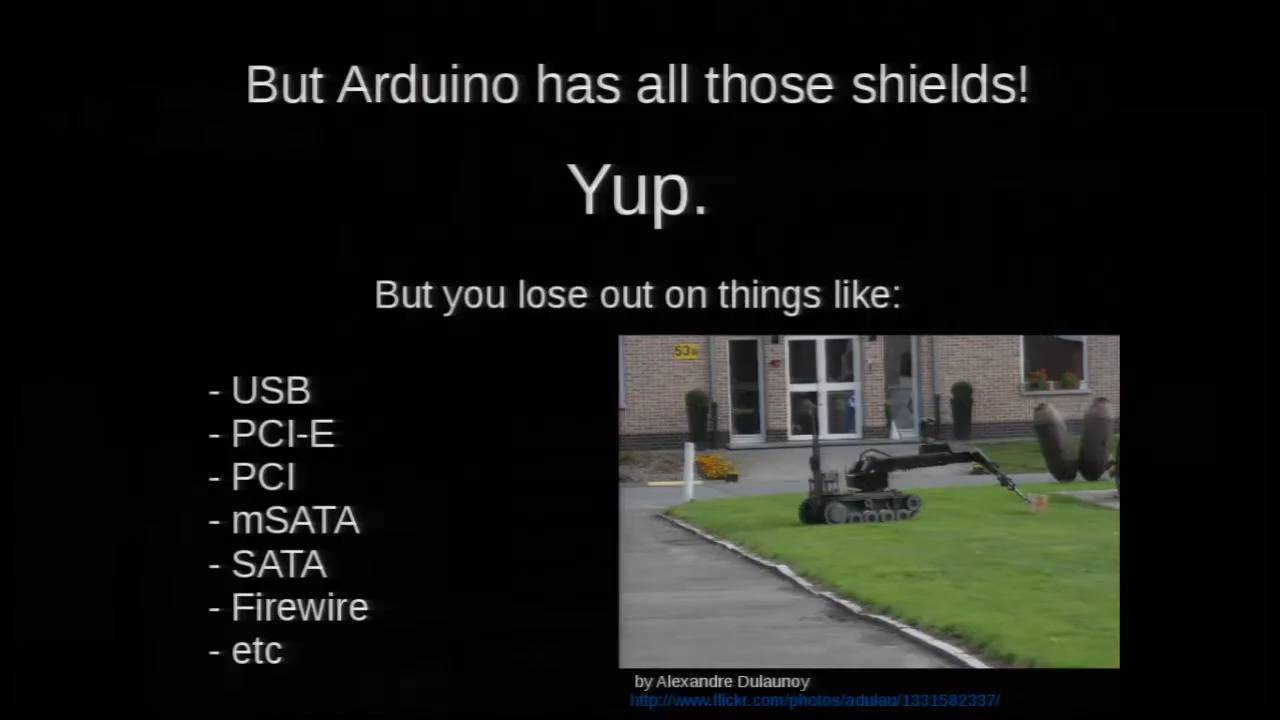 But Arduino has all those shields!
Yup.
But you lose out on things like:
- USB
- PCI-E
- PCI
- mSATA
- SATA
- Firewire
- etc
53B
by Alexandre Dulaunoy
http://www.flickr.com/photos/adulau/1331582337/